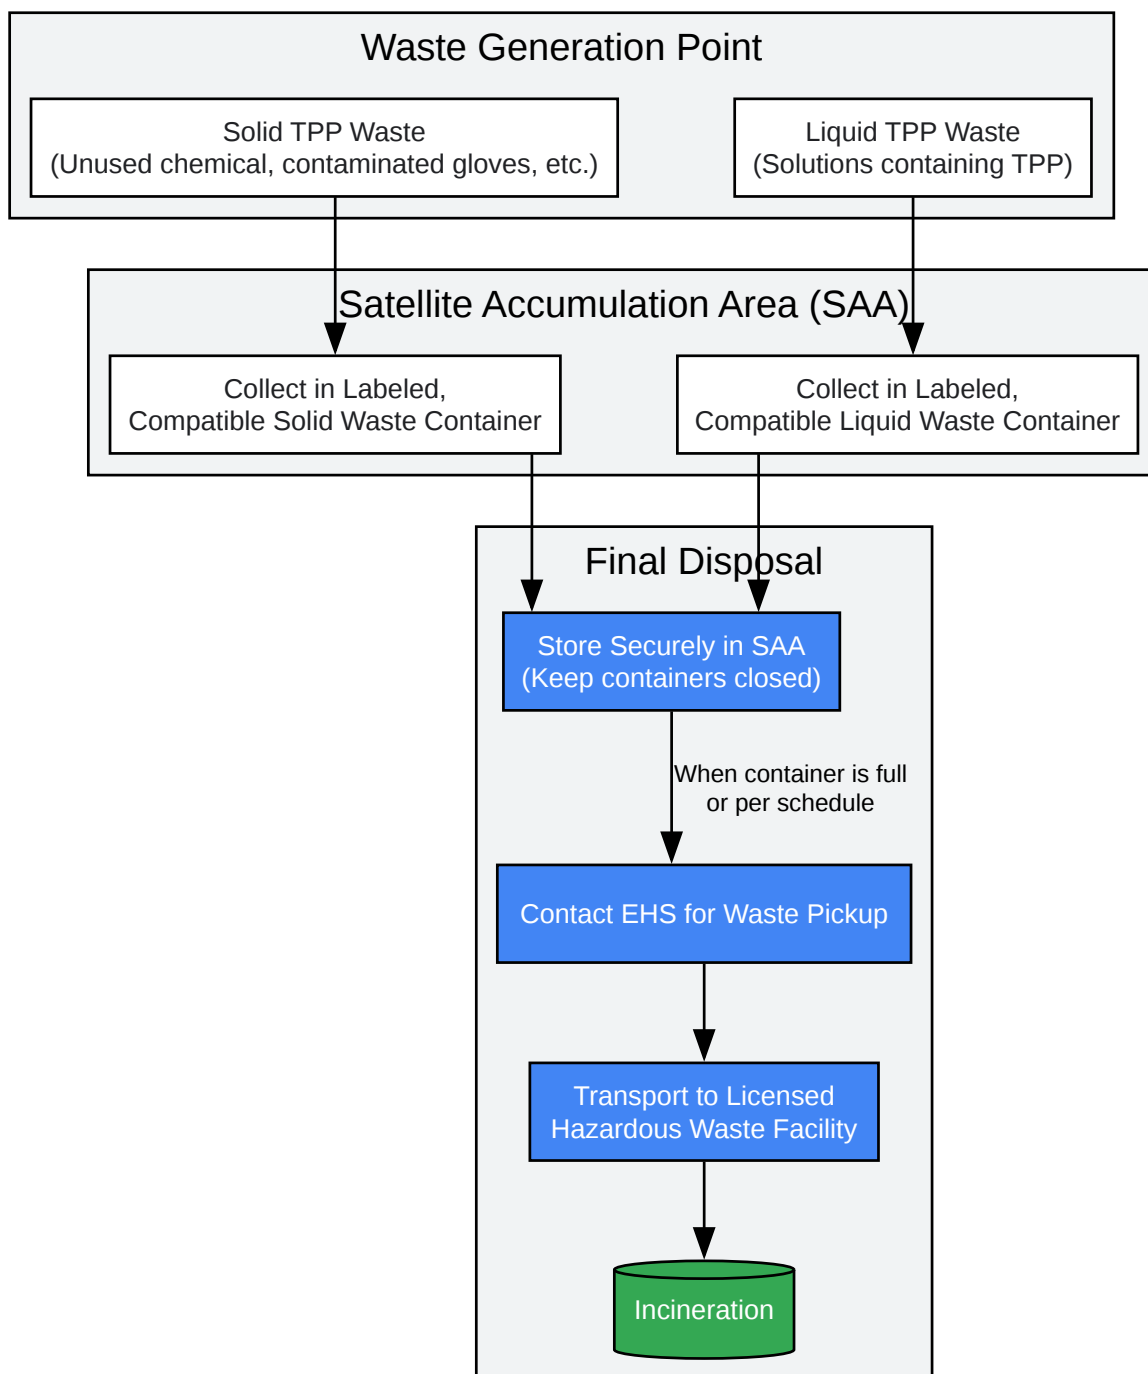 Waste Generation Point
Solid TPP Waste
(Unused chemical, contaminated gloves, etc.)
Liquid TPP Waste
(Solutions containing TPP)
Satellite Accumulation Area (SAA)
Collect in Labeled,
Compatible Solid Waste Container
Collect in Labeled,
Compatible Liquid Waste Container
Final Disposal
Store Securely in SAA
(Keep containers closed)
When container is full
or per schedule
Contact EHS for Waste Pickup
Transport to Licensed
Hazardous Waste Facility
Incineration